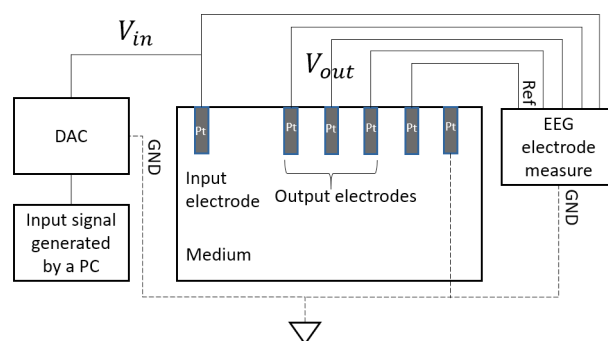 V_in
V_out
Ref
DAC
GND
Pt
Pt
Pt
Pt
Pt
Pt
EEG
electrode
measure
Input
electrode
Output electrodes
GND
Input signal
generated
by a PC
Medium